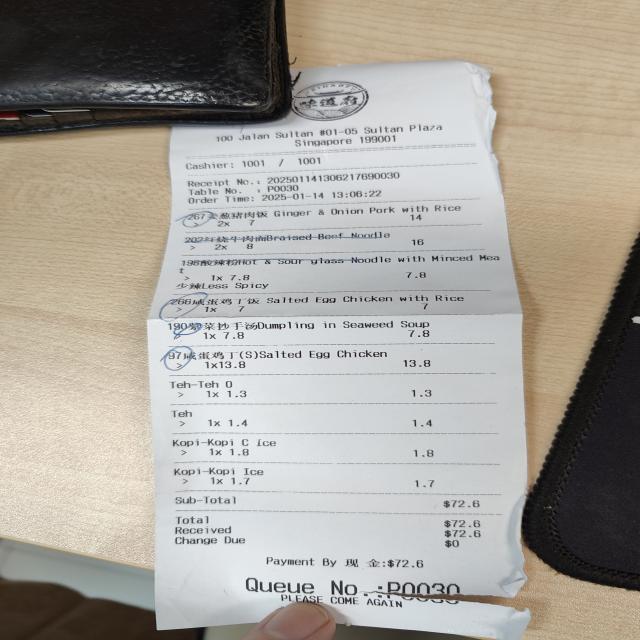 味道府
100 Jalan Sultan #01-05 Sultan Plaza
Singapore 199001
Cashier: 1001 / 1001
Receipt No.: 202501141306217690030
Table No. : P0030
Order Time: 2025-01-14 13:06:22
267姜葱猪肉饭 Ginger & Onion Pork with Rice
> 2x 7 14
202红烧牛肉面Braised Beef Noodle
> 2x 8 16
198酸辣粉Hot & Sour glass Noodle with Minced Mea
t
> 1x 7.8 7.8
少辣Less Spicy
266咸蛋鸡丁饭 Salted Egg Chicken with Rice
> 1x 7 7
190紫菜抄手汤Dumpling in Seaweed Soup
> 1x 7.8 7.8
97咸蛋鸡丁(S)Salted Egg Chicken
> 1x13.8 13.8
Teh-Teh O
> 1x 1.3 1.3
Teh
> 1x 1.4 1.4
Kopi-Kopi C Ice
> 1x 1.8 1.8
Kopi-Kopi Ice
> 1x 1.7 1.7
Sub-Total $72.6
Total $72.6
Received $72.6
Change Due $0
Payment By 现 金:$72.6
Queue No.:P0030
PLEASE COME AGAIN